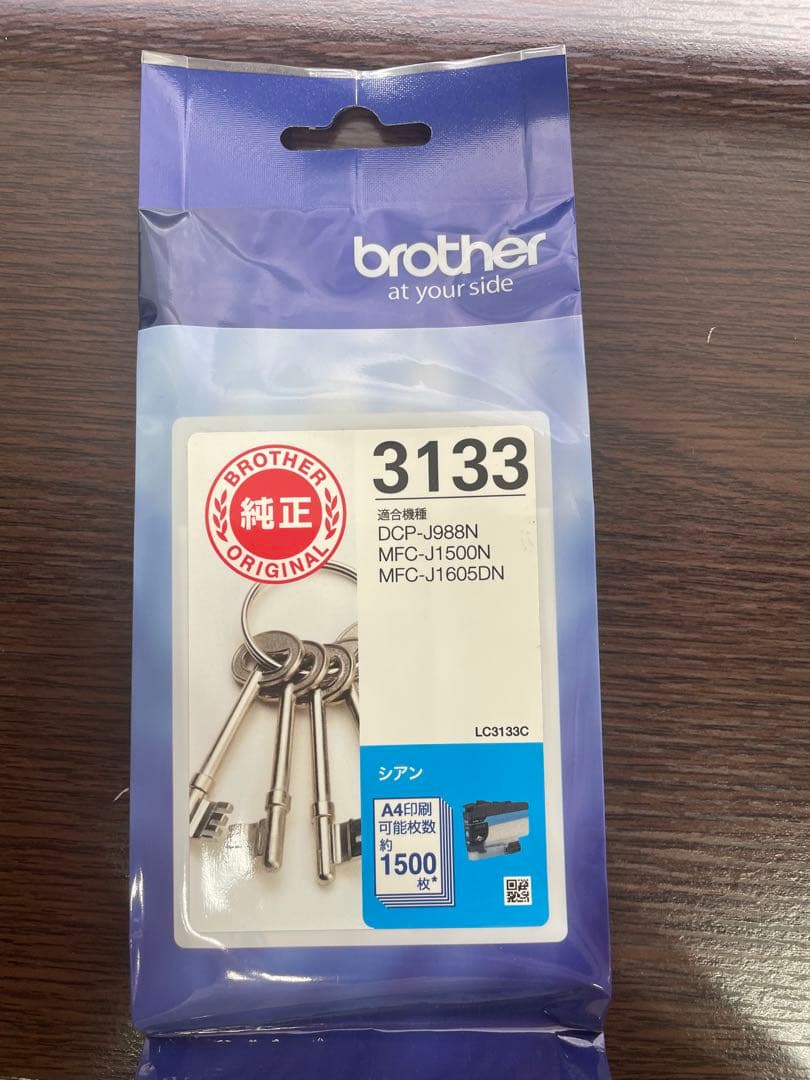 brother
at your side
BROTHER
純正
ORIGINAL
3133
適合機種
DCP-J988N
MFC-J1500N
MFC-J1605DN
LC3133C
シアン
A4印刷
可能枚数
約
1500
枚*